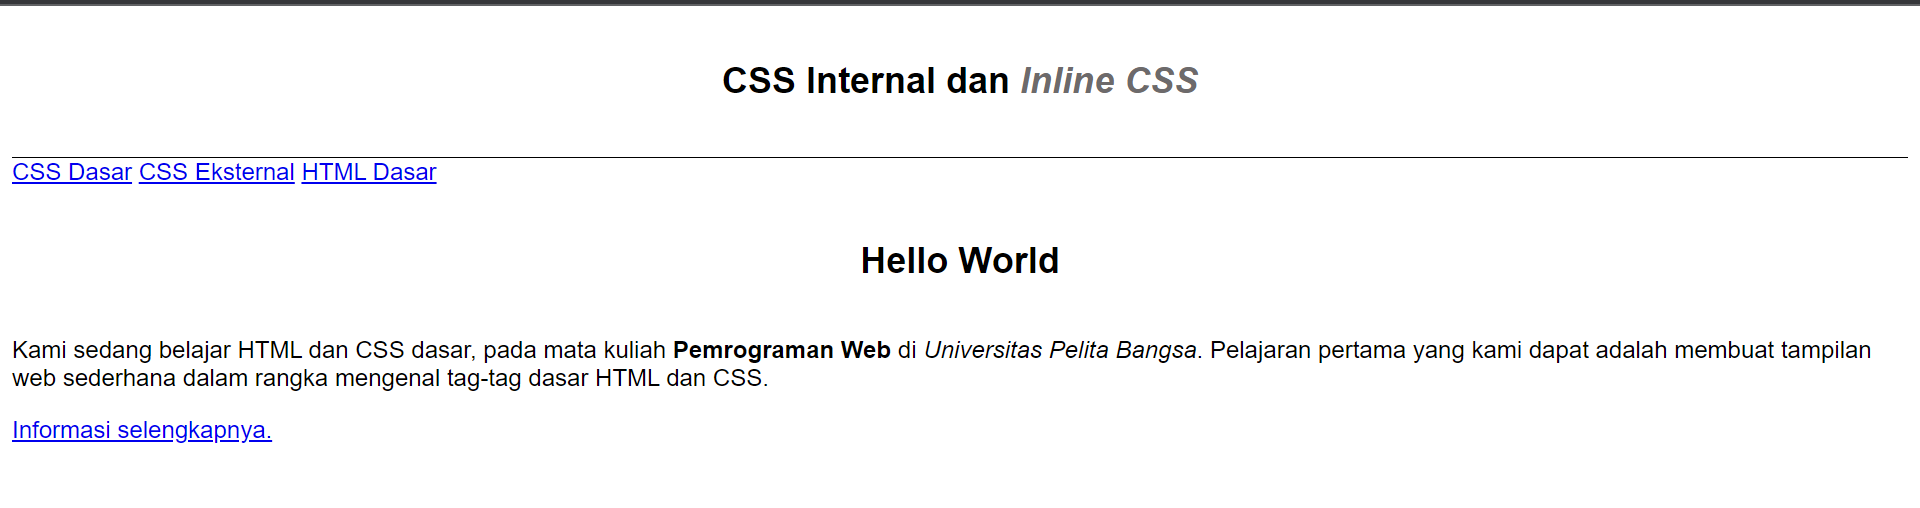 CSS Internal dan Inline CSS
CSS Dasar CSS Eksternal HTML Dasar
Hello World
Kami sedang belajar HTML dan CSS dasar, pada mata kuliah Pemrograman Web di Universitas Pelita Bangsa. Pelajaran pertama yang kami dapat adalah membuat tampilan
web sederhana dalam rangka mengenal tag-tag dasar HTML dan CSS.
Informasi selengkapnya.